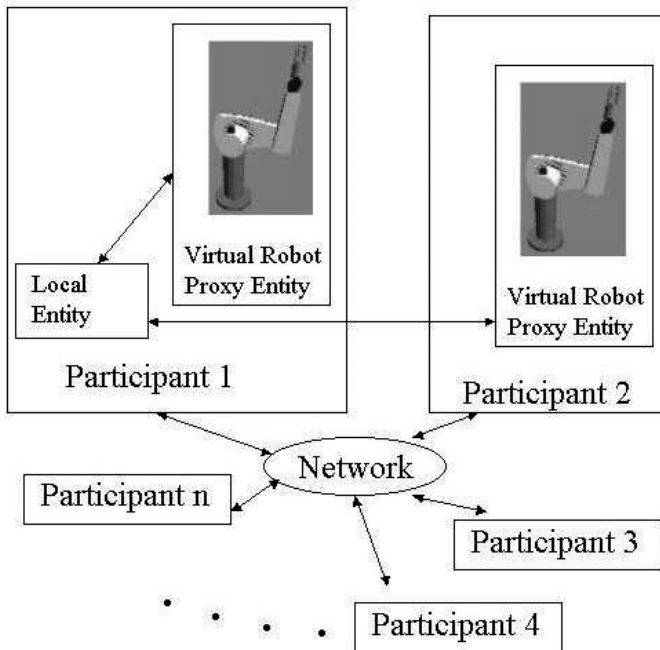 Virtual Robot
Proxy Entity
Local
Entity
Participant 1
Virtual Robot
Proxy Entity
Participant 2
Network
Participant n
Participant 3
Participant 4